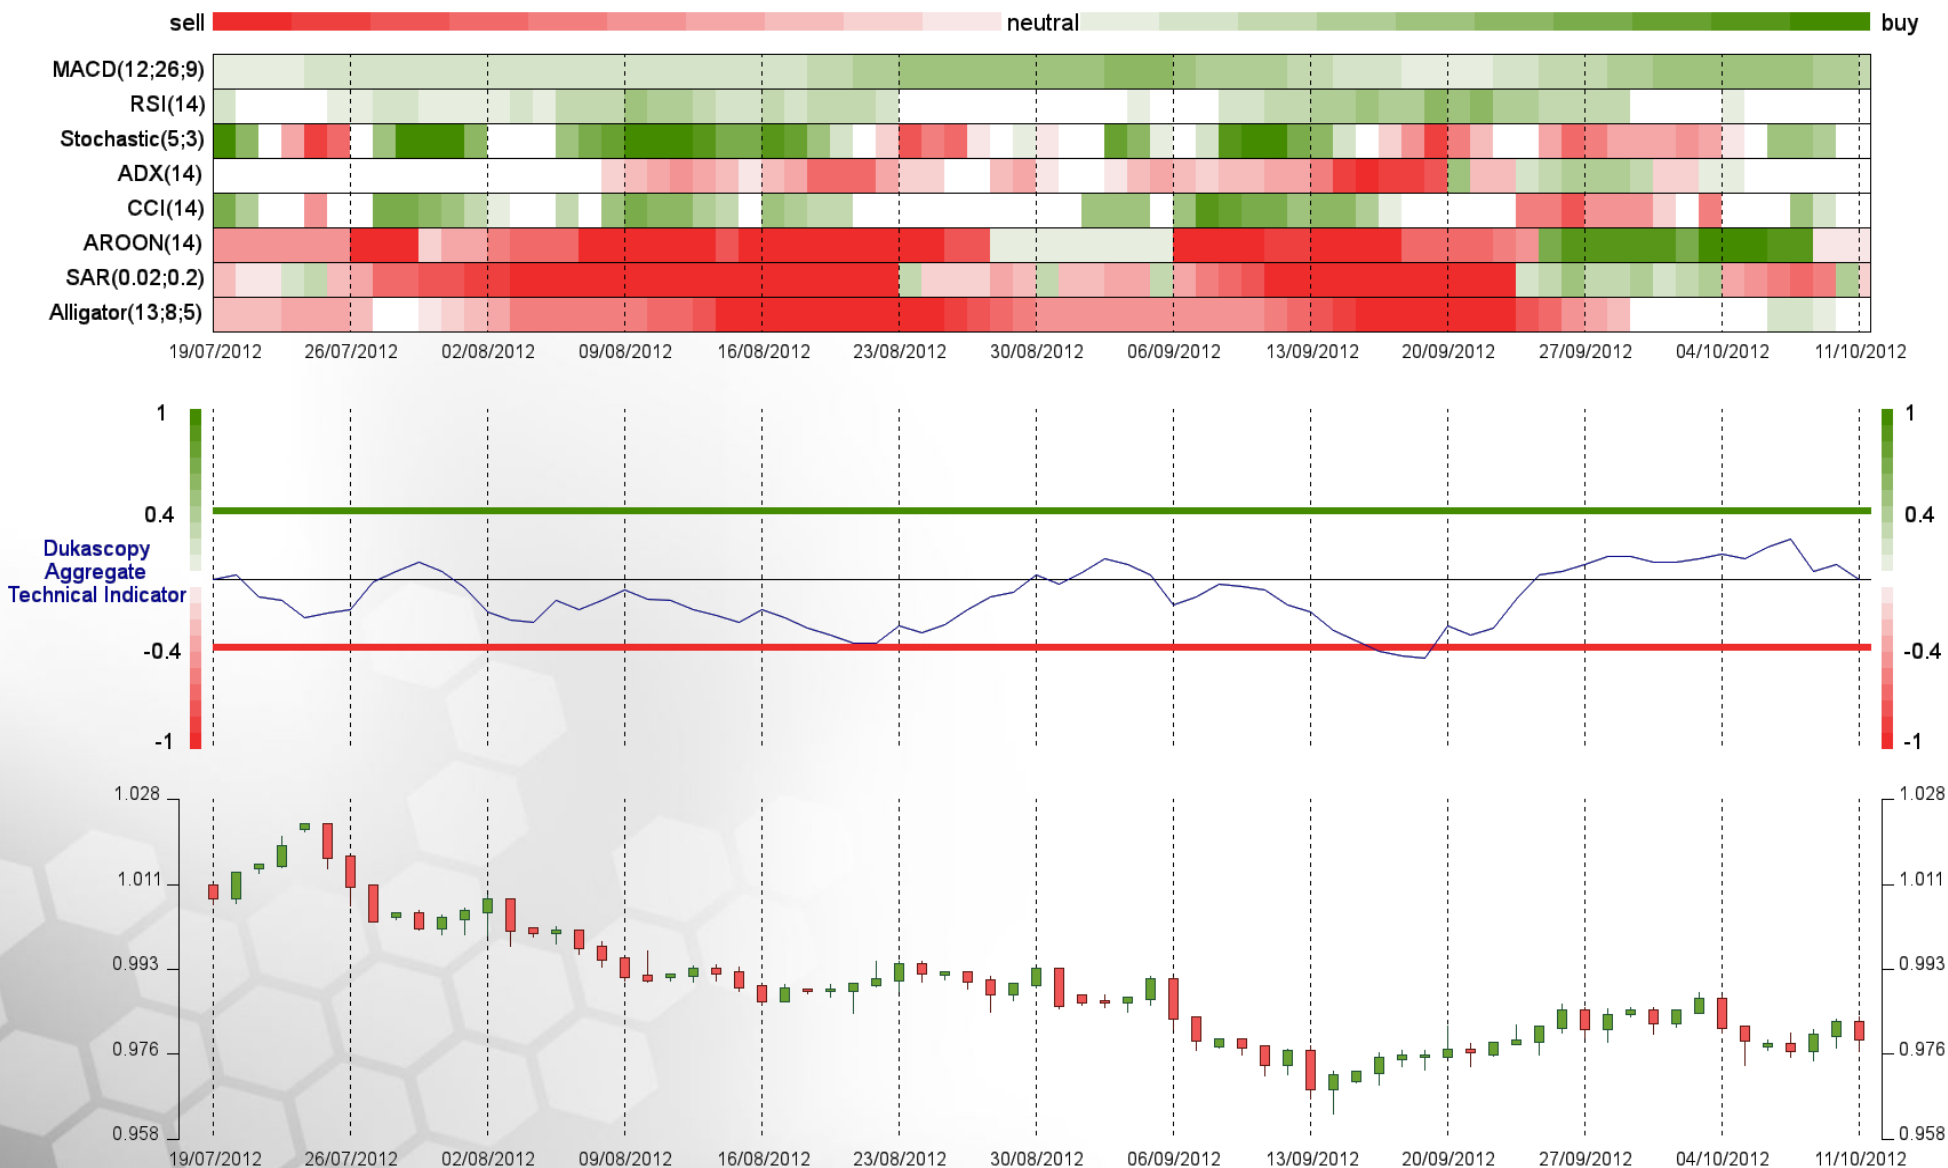 sell neutral buy
MACD(12;26;9)
RSI(14)
Stochastic(5;3)
ADX(14)
CCI(14)
AROON(14)
SAR(0.02;0.2)
Alligator(13;8;5)
19/07/2012 26/07/2012 02/08/2012 09/08/2012 16/08/2012 23/08/2012 30/08/2012 06/09/2012 13/09/2012 20/09/2012 27/09/2012 04/10/2012 11/10/2012
1 1
0.4 0.4
Dukascopy
Aggregate
Technical Indicator
-0.4 -0.4
-1 -1
1.028 1.028
1.011 1.011
0.993 0.993
0.976 0.976
0.958 0.958
19/07/2012 26/07/2012 02/08/2012 09/08/2012 16/08/2012 23/08/2012 30/08/2012 06/09/2012 13/09/2012 20/09/2012 27/09/2012 04/10/2012 11/10/2012